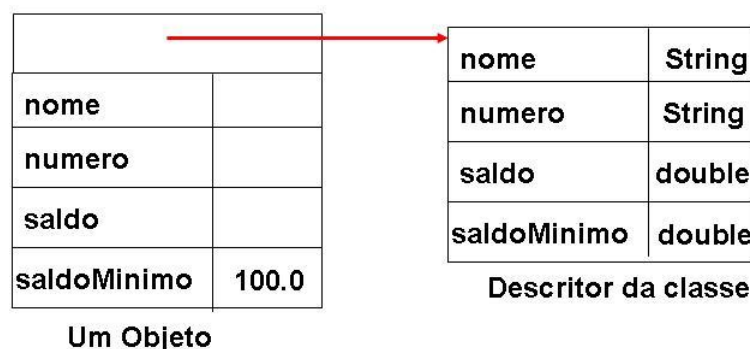 nome
numero
saldo
saldoMinimo 100.0
Um Objeto
nome String
numero String
saldo double
saldoMinimo double
Descritor da classe